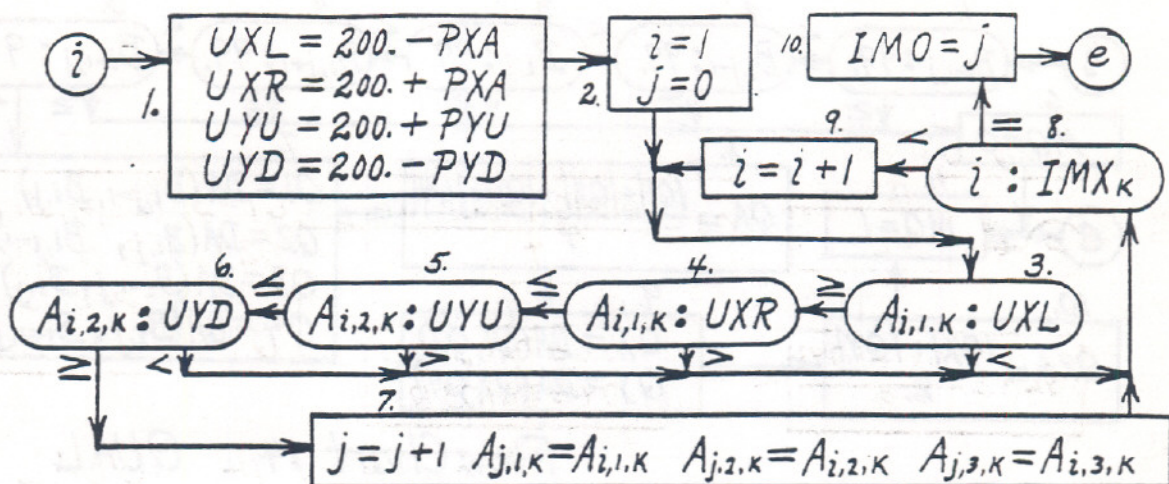 i
1.
UXL = 200. - PXA
UXR = 200. + PXA
UYU = 200. + PYU
UYD = 200. - PYD
2.
i = 1
j = 0
10.
IMO = j
e
9.
i = i + 1
<
=
8.
i : IMXₖ
6.
Aᵢ,₂,ₖ : UYD
≤
5.
Aᵢ,₂,ₖ : UYU
≤
4.
Aᵢ,₁,ₖ : UXR
≥
3.
Aᵢ,₁.ₖ : UXL
≥
<
>
>
<
7.
j = j + 1 Aⱼ,₁,ₖ = Aᵢ,₁,ₖ Aⱼ.₂,ₖ = Aᵢ,₂,ₖ Aⱼ,₃,ₖ = Aᵢ,₃,ₖ